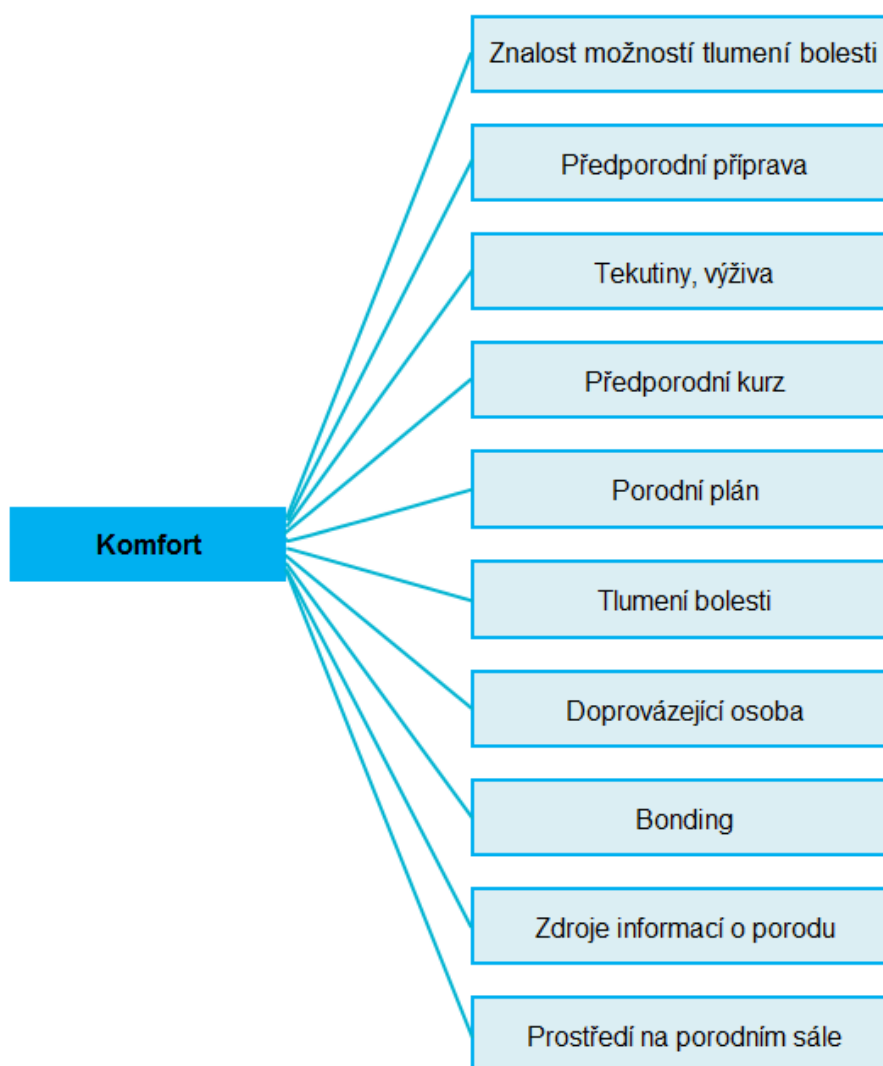 Znalost možností tlumení bolesti
Předporodní příprava
Tekutiny, výživa
Předporodní kurz
Porodní plán
Komfort
Tlumení bolesti
Doprovázející osoba
Bonding
Zdroje informací o porodu
Prostředí na porodním sále